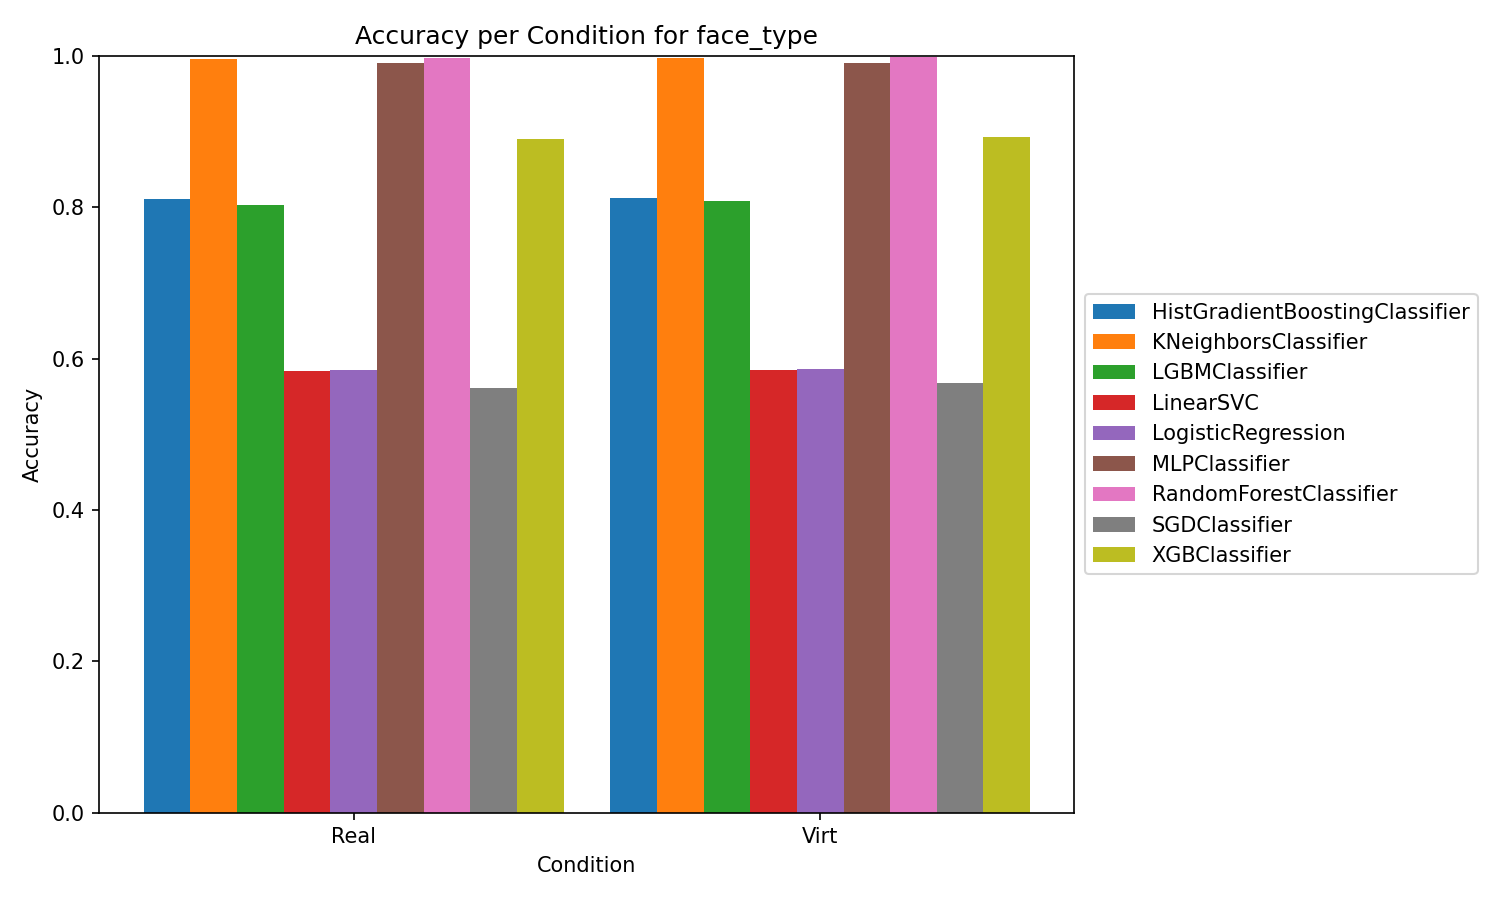 Accuracy per Condition for face_type
1.0
0.8
0.6
0.4
0.2
0.0
Accuracy
Real
Virt
Condition
HistGradientBoostingClassifier
KNeighborsClassifier
LGBMClassifier
LinearSVC
LogisticRegression
MLPClassifier
RandomForestClassifier
SGDClassifier
XGBClassifier